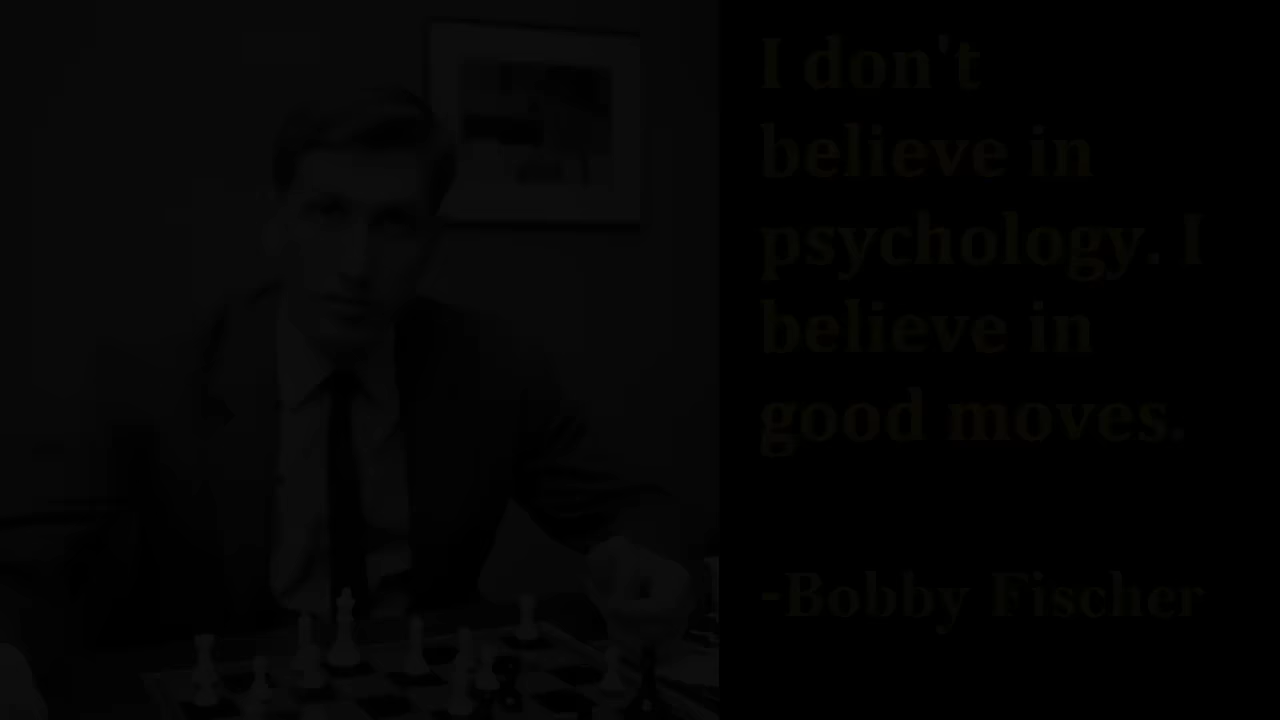 I don't
believe in
psychology. I
believe in
good moves.
-Bobby Fischer